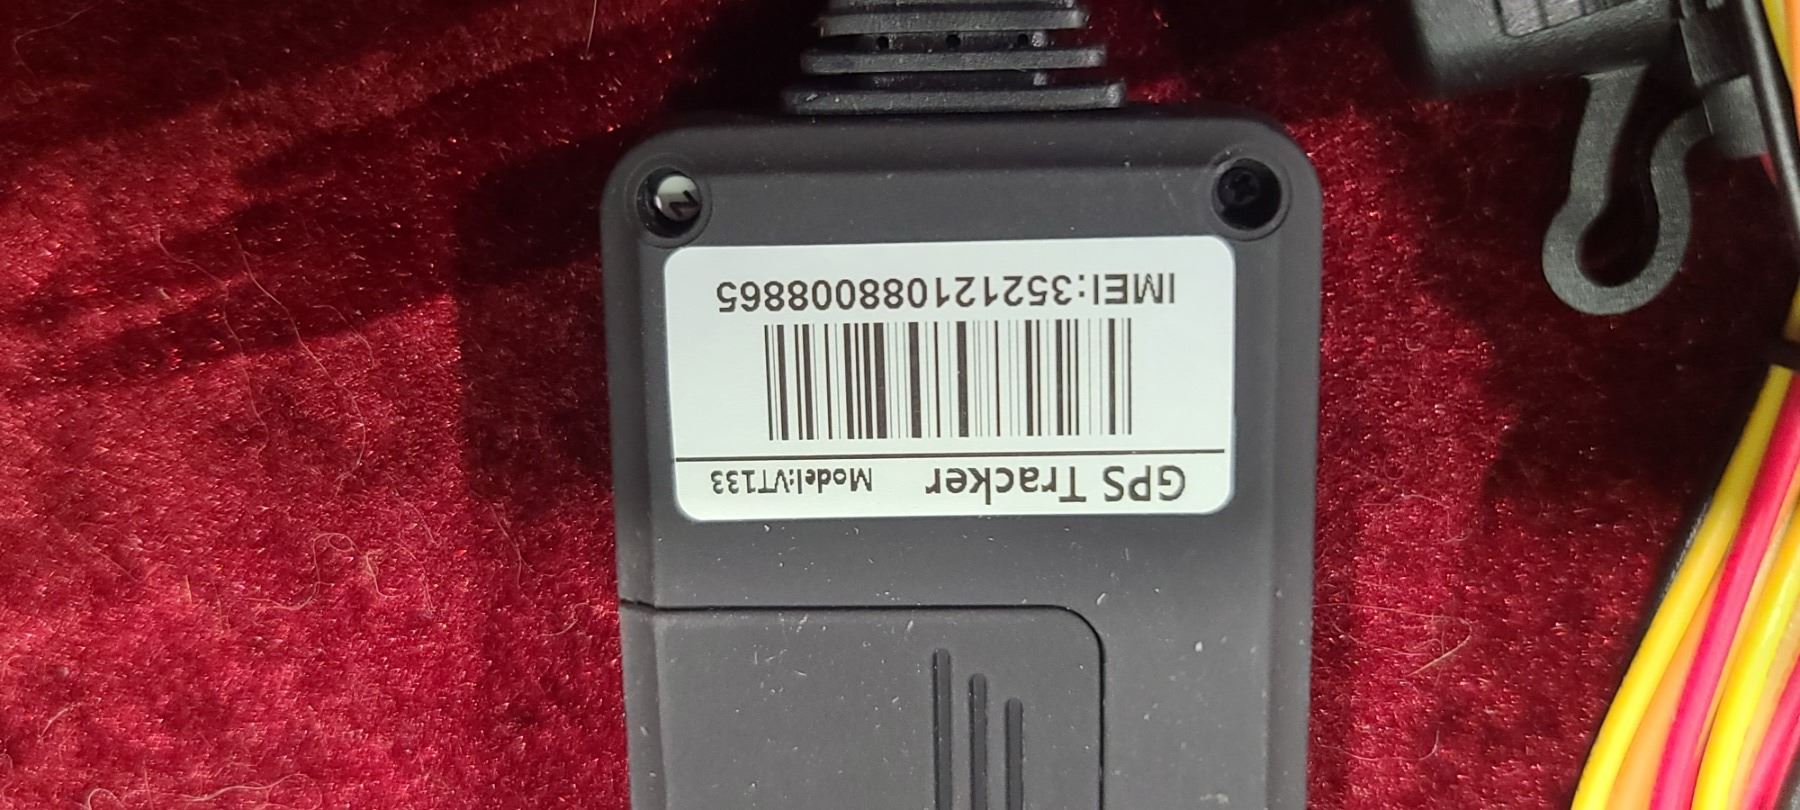 GPS Tracker Model:VT133
IMEI:352121088008865